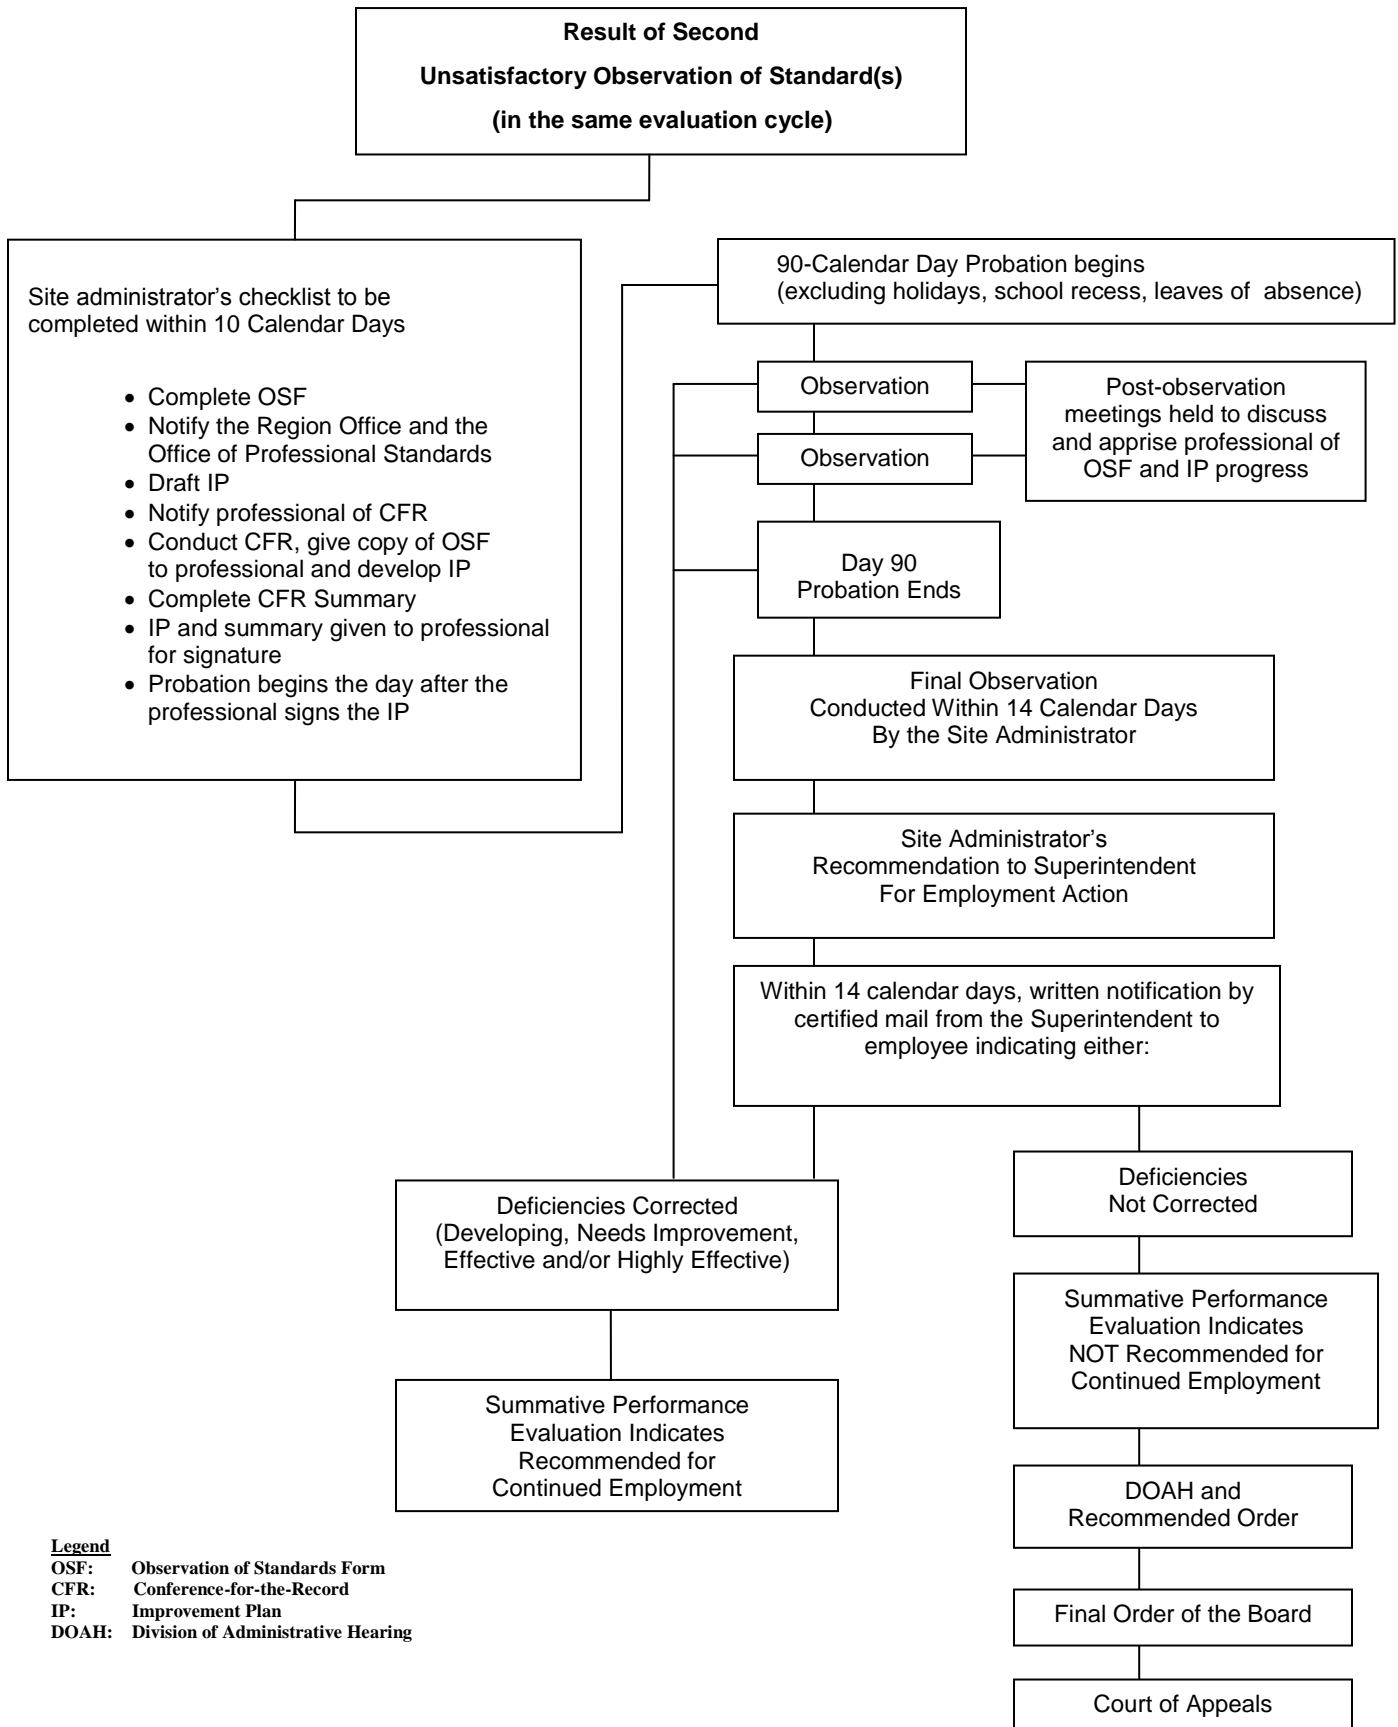 Result of Second
Unsatisfactory Observation of Standard(s)
(in the same evaluation cycle)
Site administrator's checklist to be
completed within 10 Calendar Days
• Complete OSF
• Notify the Region Office and the
Office of Professional Standards
• Draft IP
• Notify professional of CFR
• Conduct CFR, give copy of OSF
to professional and develop IP
• Complete CFR Summary
• IP and summary given to professional
for signature
• Probation begins the day after the
professional signs the IP
90-Calendar Day Probation begins
(excluding holidays, school recess, leaves of absence)
Observation
Post-observation
meetings held to discuss
and apprise professional of
OSF and IP progress
Observation
Day 90
Probation Ends
Final Observation
Conducted Within 14 Calendar Days
By the Site Administrator
Site Administrator's
Recommendation to Superintendent
For Employment Action
Within 14 calendar days, written notification by
certified mail from the Superintendent to
employee indicating either:
Deficiencies Corrected
(Developing, Needs Improvement,
Effective and/or Highly Effective)
Summative Performance
Evaluation Indicates
Recommended for
Continued Employment
Deficiencies
Not Corrected
Summative Performance
Evaluation Indicates
NOT Recommended for
Continued Employment
DOAH and
Recommended Order
Final Order of the Board
Court of Appeals
Legend
OSF: Observation of Standards Form
CFR: Conference-for-the-Record
IP: Improvement Plan
DOAH: Division of Administrative Hearing